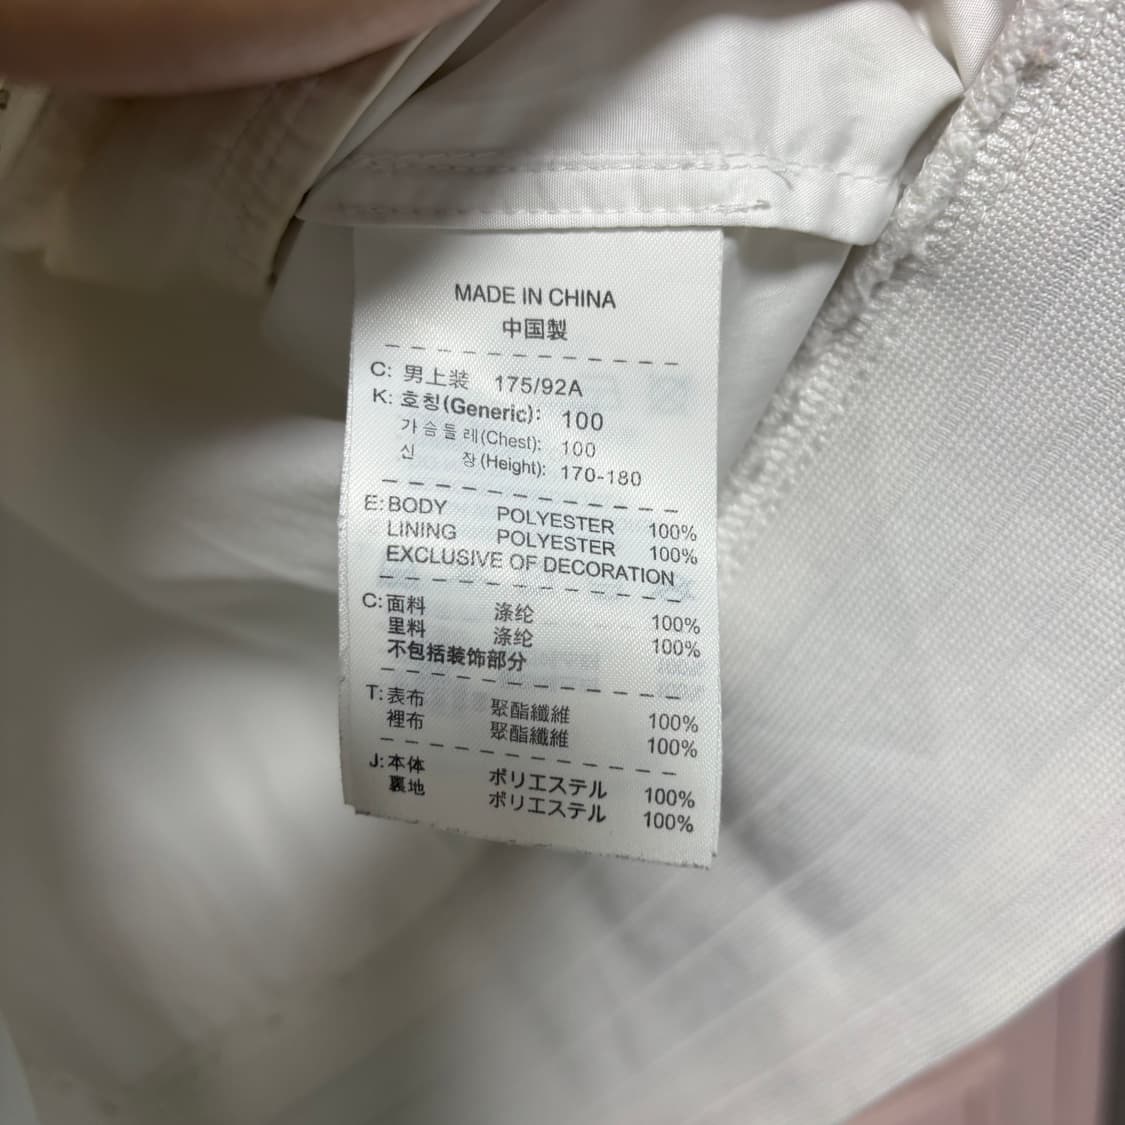 MADE IN CHINA
中国製
C: 男上装 175/92A
K: 호칭(Generic): 100
가슴둘레(Chest): 100
신 장(Height): 170-180
E: BODY POLYESTER 100%
LINING POLYESTER 100%
EXCLUSIVE OF DECORATION
C: 面料 涤纶 100%
里料 涤纶 100%
不包括装饰部分
T: 表布 聚酯纖維 100%
裡布 聚酯纖維 100%
J: 本体 ポリエステル 100%
裏地 ポリエステル 100%